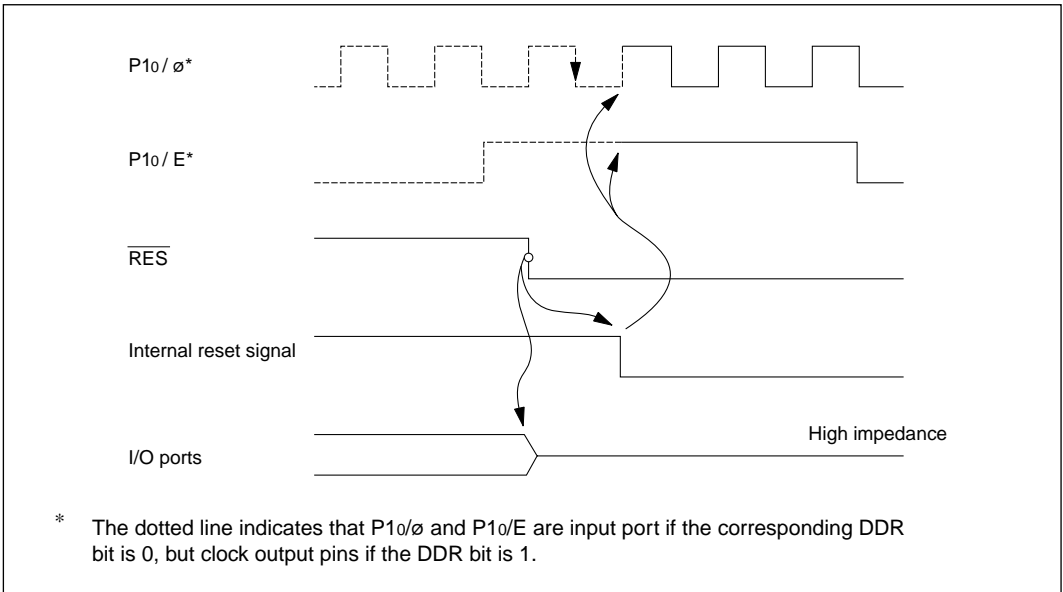 P10 / ø*
P10 / E*
RES
Internal reset signal
High impedance
I/O ports
* The dotted line indicates that P10/ø and P10/E are input port if the corresponding DDR
bit is 0, but clock output pins if the DDR bit is 1.